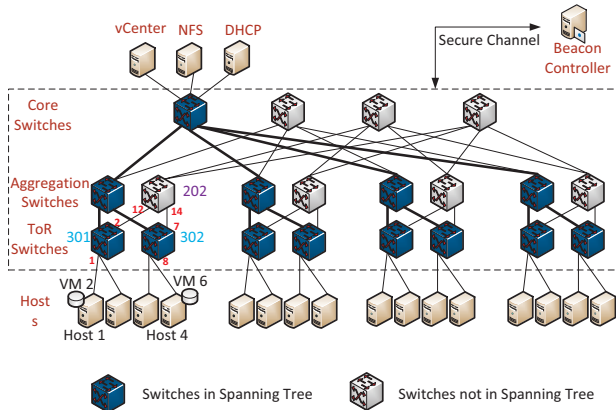 vCenter NFS DHCP
Secure Channel
Beacon
Controller
Core
Switches
Aggregation
Switches
202
12
14
2
7
ToR
Switches
301
302
1
8
VM 2
VM 6
Host
s
Host 1
Host 4
Switches in Spanning Tree
Switches not in Spanning Tree